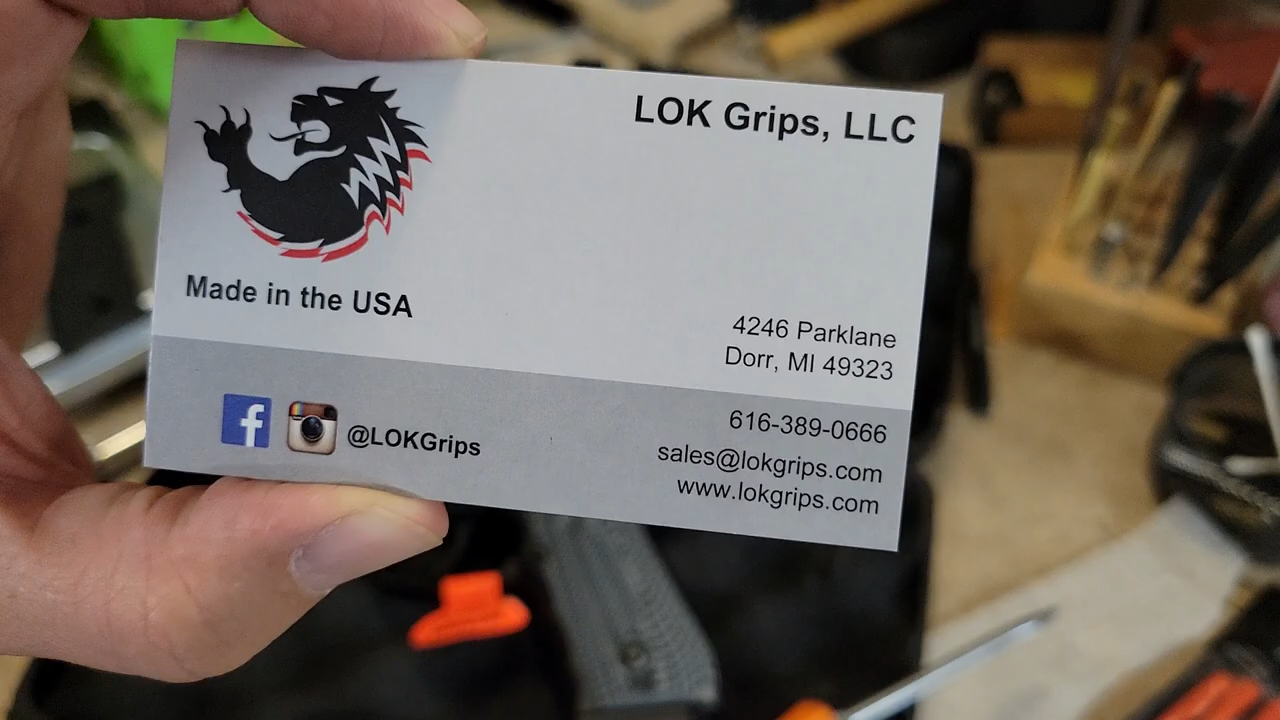 LOK Grips, LLC
Made in the USA
4246 Parklane
Dorr, MI 49323
@LOKGrips
616-389-0666
sales@lokgrips.com
www.lokgrips.com